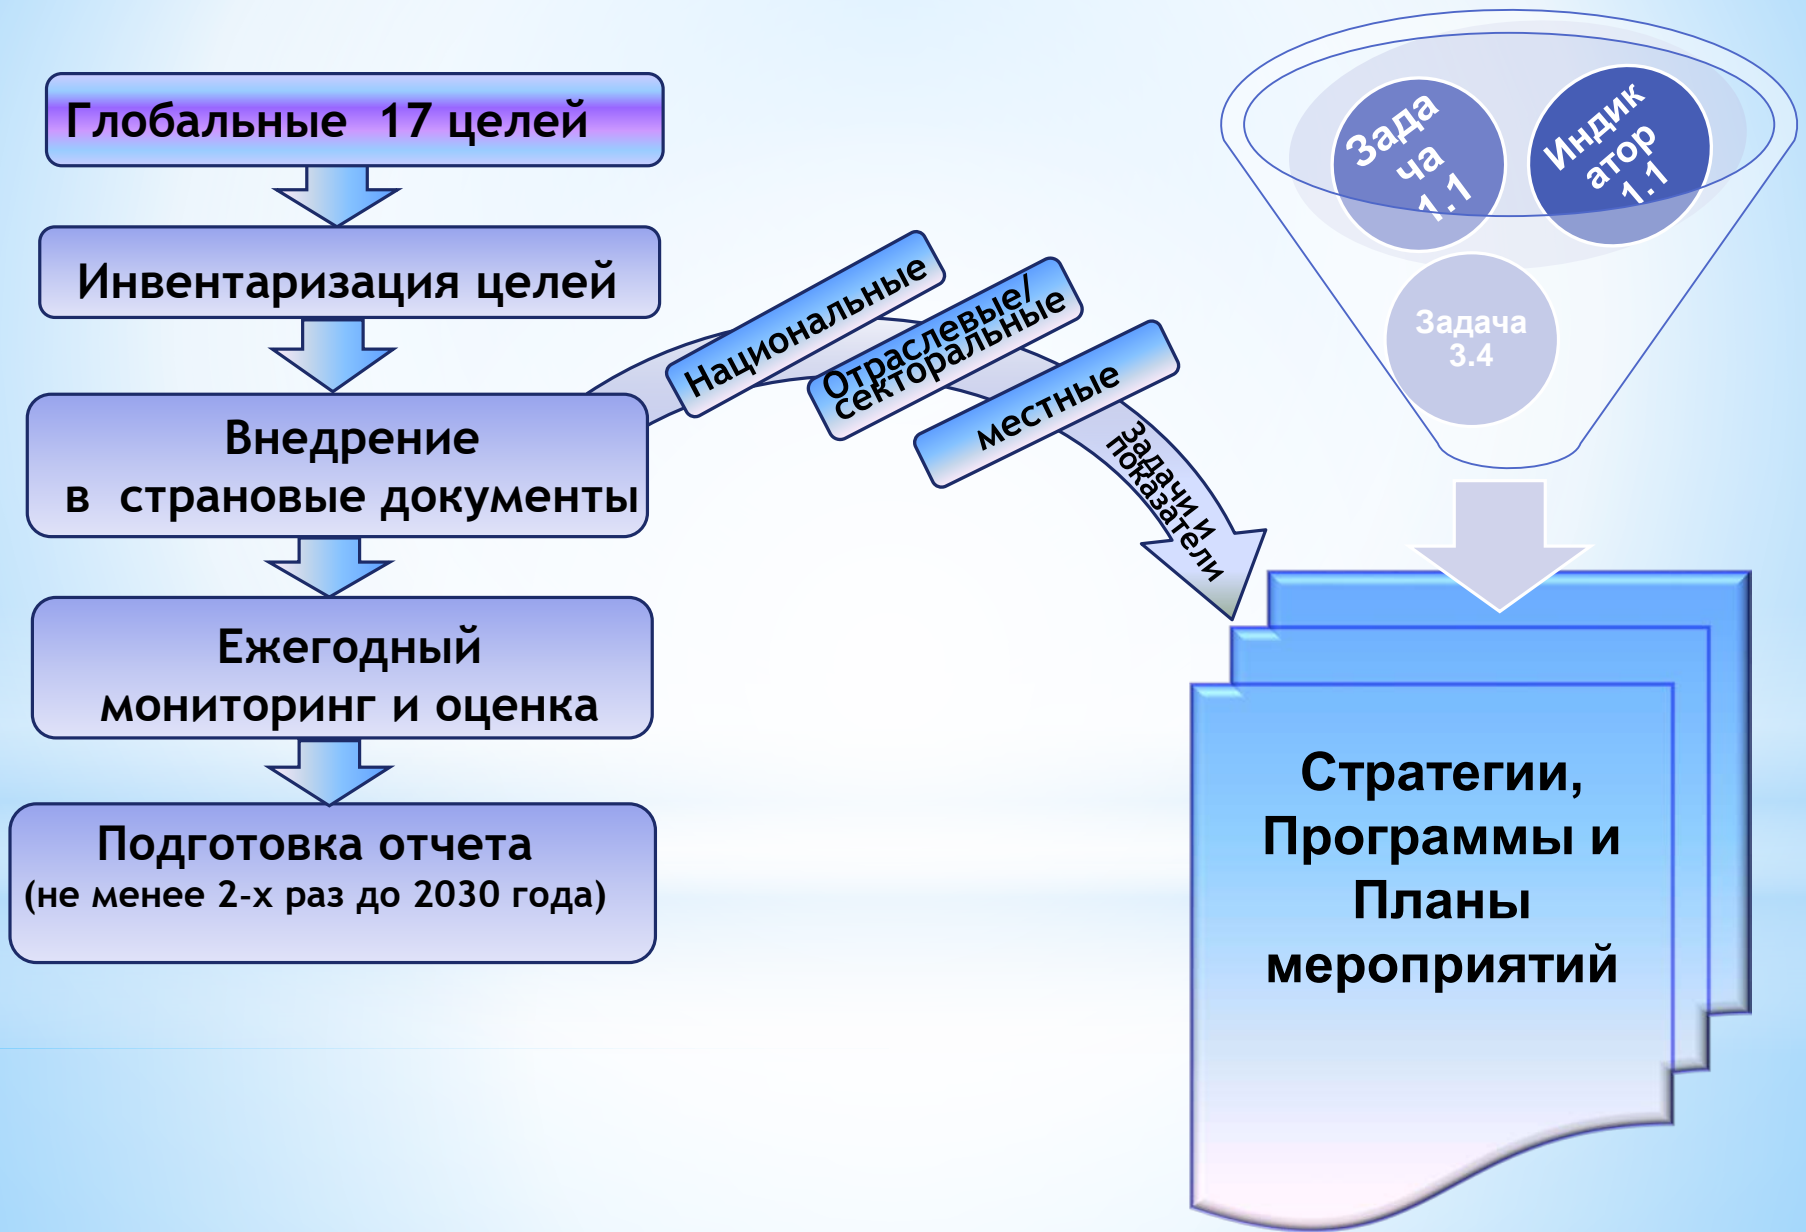 Глобальные 17 целей
Инвентаризация целей
Внедрение
в страновые документы
Ежегодный
мониторинг и оценка
Подготовка отчета
(не менее 2-х раз до 2030 года)
Национальные
Отраслевые/
секторальные
местные
Задачи и
показатели
Зада
ча
1.1
Индик
атор
1.1
Задача
3.4
Стратегии,
Программы и
Планы
мероприятий